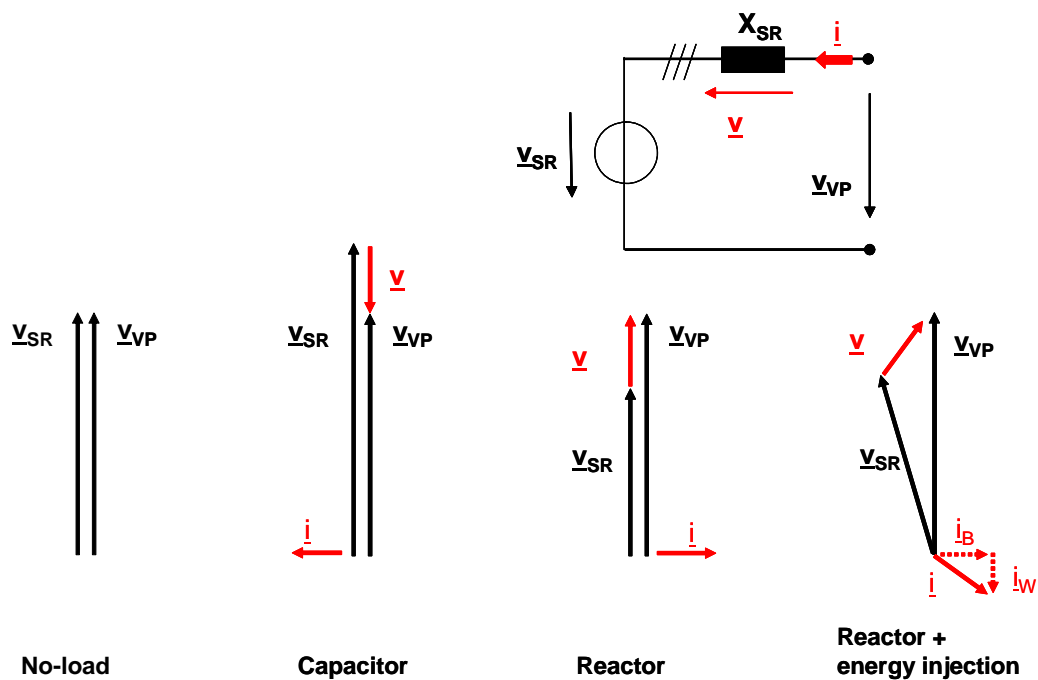 X_SR
i
v
v_SR
v_VP
v_SR v_VP
No-load
v
v_SR v_VP
i
Capacitor
v
v_VP
v_SR
i
Reactor
v
v_VP
v_SR
i_B
i
i_W
Reactor +
energy injection